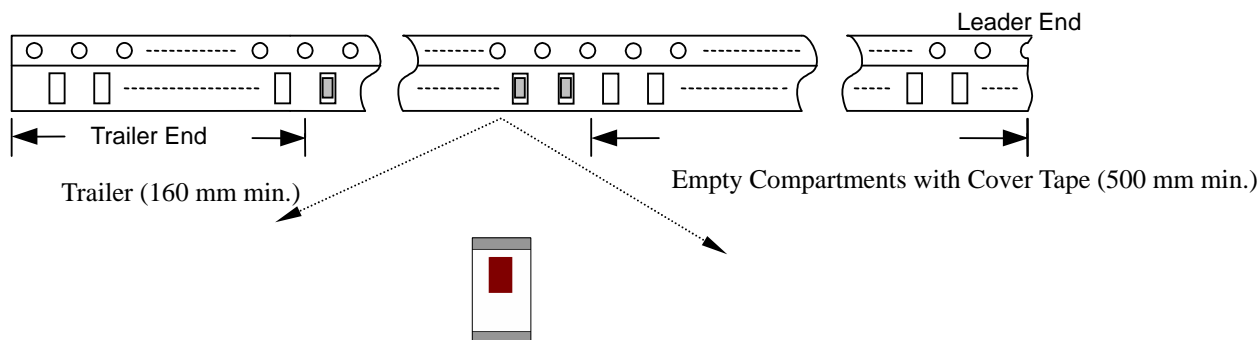 Leader End
Trailer End
Trailer (160 mm min.)
Empty Compartments with Cover Tape (500 mm min.)